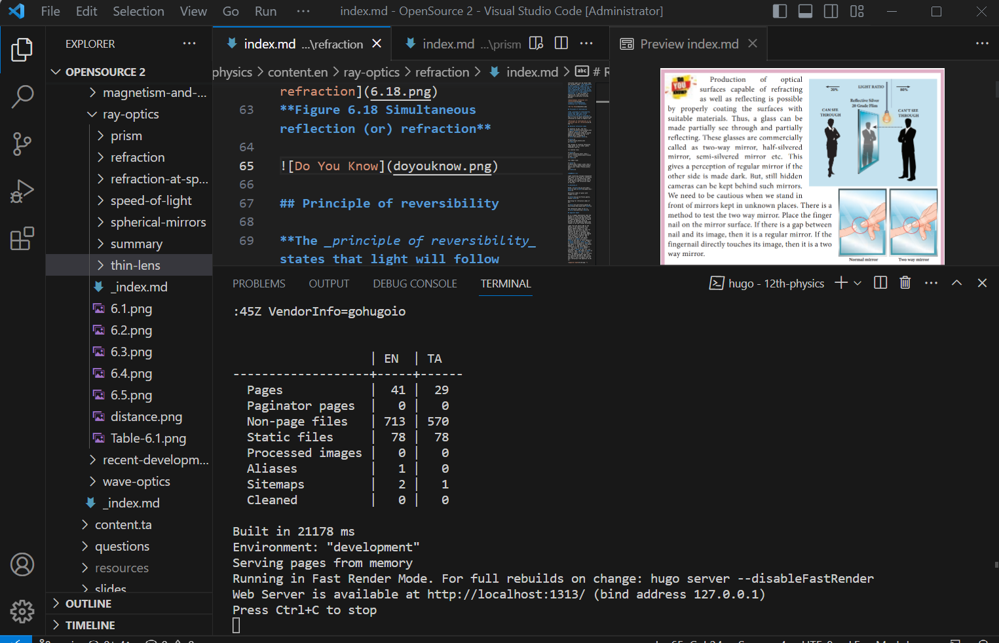 File Edit Selection View Go Run ··· index.md - OpenSource 2 - Visual Studio Code [Administrator]
EXPLORER ···
OPENSOURCE 2
magnetism-and-...
ray-optics
prism
refraction
refraction-at-sp...
speed-of-light
spherical-mirrors
summary
thin-lens
_index.md
6.1.png
6.2.png
6.3.png
6.4.png
6.5.png
distance.png
Table-6.1.png
recent-developm...
wave-optics
_index.md
content.ta
questions
resources
slides
OUTLINE
TIMELINE
index.md ...\refraction
index.md ...\prism
physics > content.en > ray-optics > refraction > index.md > abc # R
refraction](6.18.png)
63 **Figure 6.18 Simultaneous
reflection (or) refraction**
64
65 ![Do You Know](doyouknow.png)
66
67 ## Principle of reversibility
68
69 **The _principle of reversibility_
states that light will follow
Preview index.md
DO YOU KNOW?
Production of optical
surfaces capable of refracting
as well as reflecting is possible
by properly coating the surfaces with
suitable materials. Thus, a glass can be
made partially see through and partially
reflecting. These glasses are commercially
called as two-way mirror, half-silvered
mirror, semi-silvered mirror etc. This
gives a perception of regular mirror if the
other side is made dark. But, still hidden
cameras can be kept behind such mirrors.
We need to be cautious when we stand in
front of mirrors kept in unknown places. There is a
method to test the two way mirror. Place the finger
nail on the mirror surface. If there is a gap between
nail and its image, then it is a regular mirror. If the
fingernail directly touches its image, then it is a two
way mirror.
20% LIGHT RATIO 80%
Reflective Silver
20 Grade Flim
CAN SEE
THROUGH
CAN'T SEE
THROUGH
Normal mirror Two way mirror
PROBLEMS OUTPUT DEBUG CONSOLE TERMINAL hugo - 12th-physics
:45Z VendorInfo=gohugoio
| EN | TA
-------------------+-----+------
Pages | 41 | 29
Paginator pages | 0 | 0
Non-page files | 713 | 570
Static files | 78 | 78
Processed images | 0 | 0
Aliases | 1 | 0
Sitemaps | 2 | 1
Cleaned | 0 | 0
Built in 21178 ms
Environment: "development"
Serving pages from memory
Running in Fast Render Mode. For full rebuilds on change: hugo server --disableFastRender
Web Server is available at http://localhost:1313/ (bind address 127.0.0.1)
Press Ctrl+C to stop